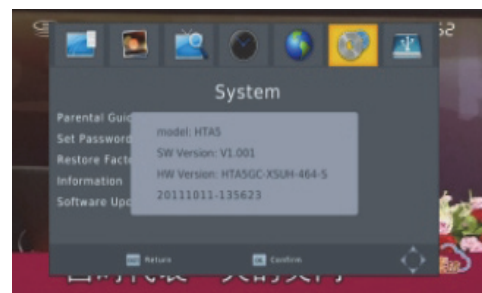 System
Parental Guid
Set Password
Restore Facto
Information
Software Upd
model: HTA5
SW Version: V1.001
HW Version: HTA5GC-XSUH-464-S
20111011-135623
Return
Confirm